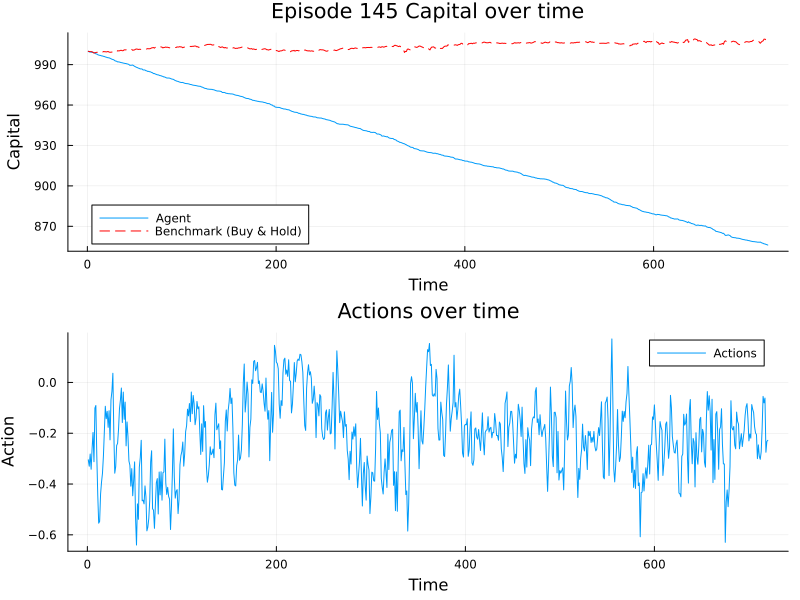 Episode 145 Capital over time
990
960
930
900
870
Capital
Agent
Benchmark (Buy & Hold)
0
200
400
600
Time
Actions over time
Actions
0.0
−0.2
−0.4
−0.6
Action
0
200
400
600
Time